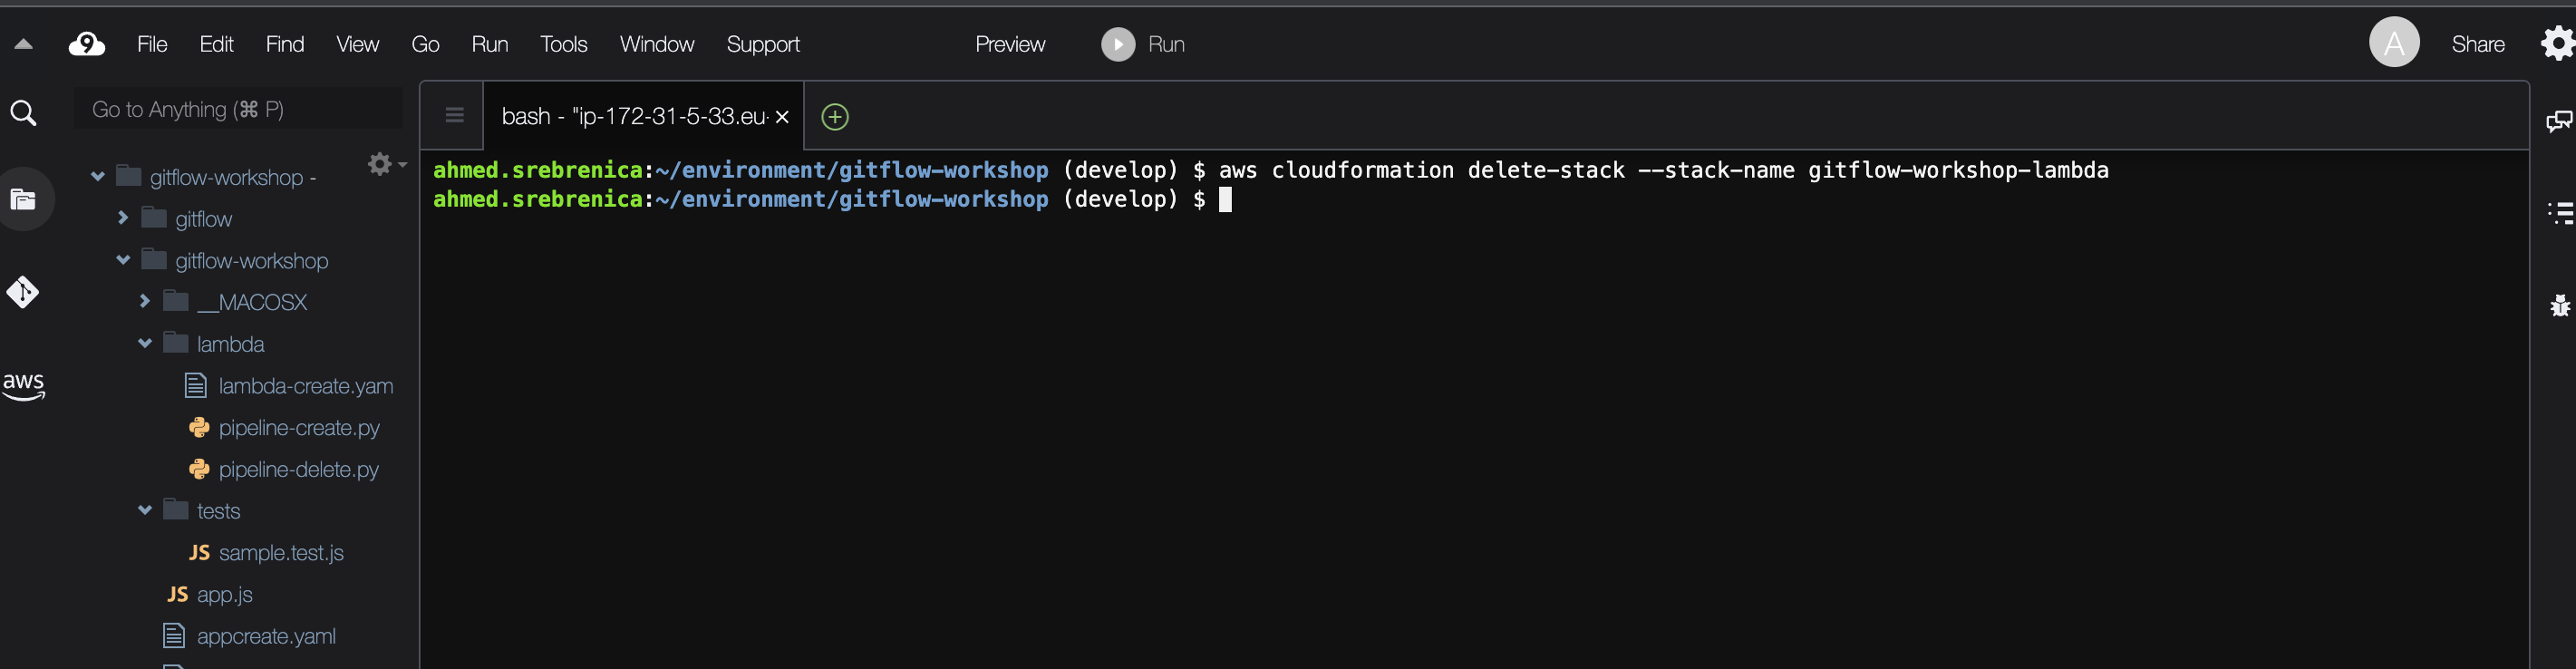 9 File Edit Find View Go Run Tools Window Support Preview Run A Share
Go to Anything (⌘ P)
bash - "ip-172-31-5-33.eu-
ahmed.srebrenica:~/environment/gitflow-workshop (develop) $ aws cloudformation delete-stack --stack-name gitflow-workshop-lambda
ahmed.srebrenica:~/environment/gitflow-workshop (develop) $
gitflow-workshop -
gitflow
gitflow-workshop
__MACOSX
lambda
lambda-create.yam
pipeline-create.py
pipeline-delete.py
tests
JS sample.test.js
JS app.js
appcreate.yaml
aws